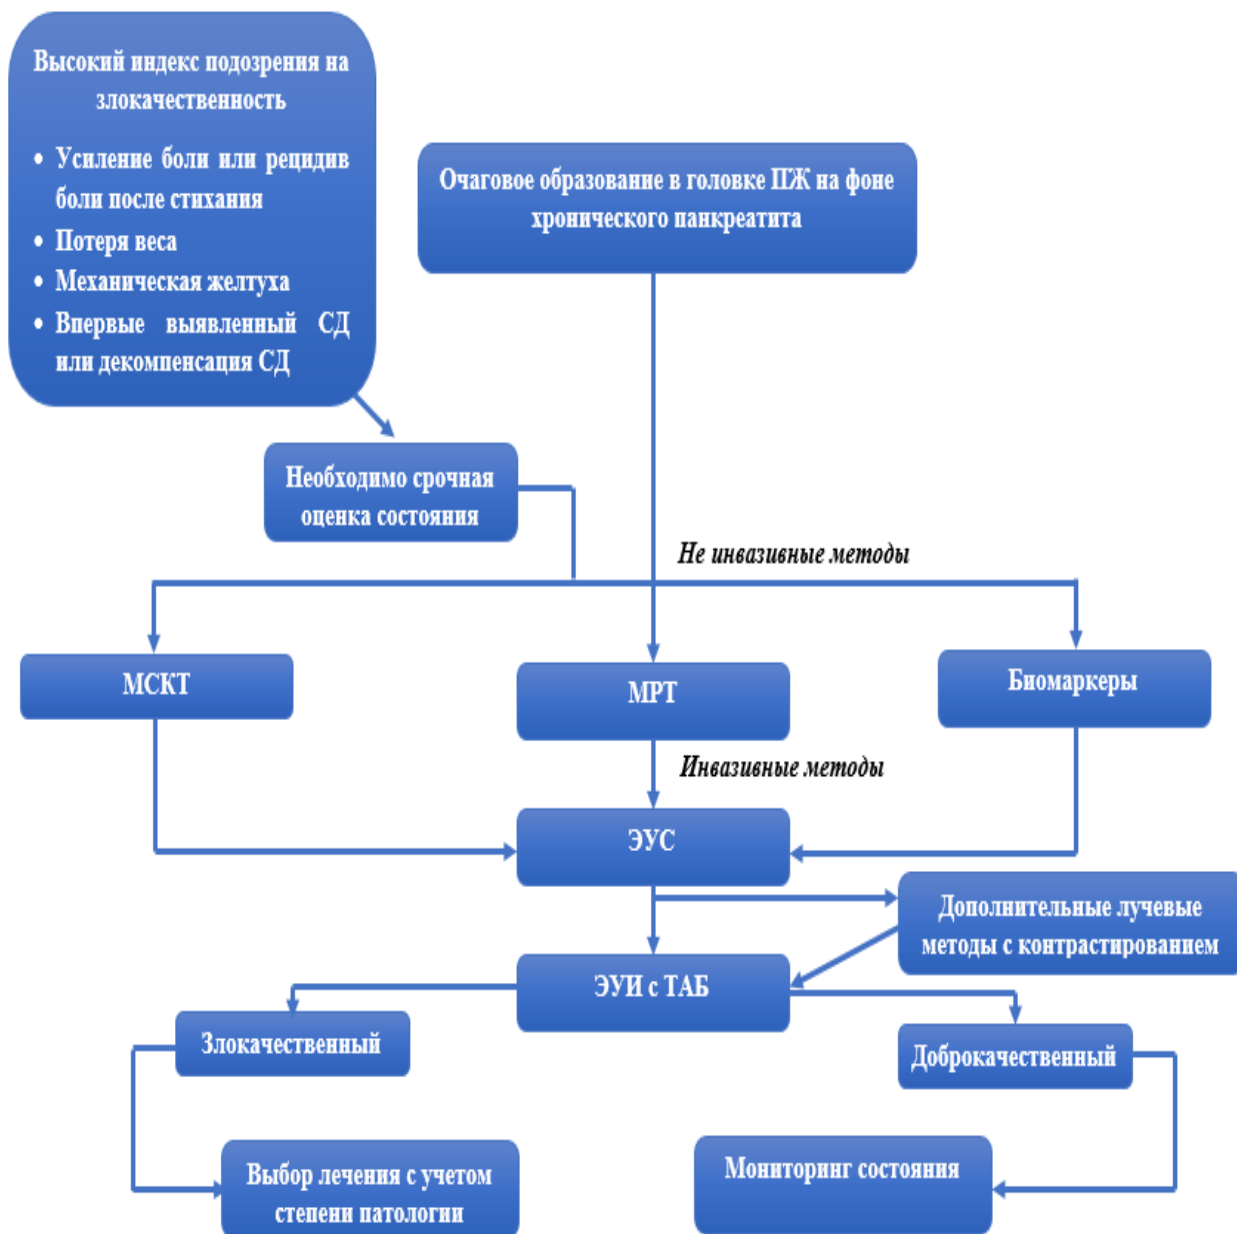 Высокий индекс подозрения на
злокачественность
• Усиление боли или рецидив
боли после стихания
• Потеря веса
• Механическая желтуха
• Впервые выявленный СД
или декомпенсация СД
Очаговое образование в головке ПЖ на фоне
хронического панкреатита
Необходимо срочная
оценка состояния
Не инвазивные методы
МСКТ
МРТ
Биомаркеры
Инвазивные методы
ЭУС
Дополнительные лучевые
методы с контрастированием
ЭУИ с ТАБ
Злокачественный
Доброкачественный
Выбор лечения с учетом
степени патологии
Мониторинг состояния